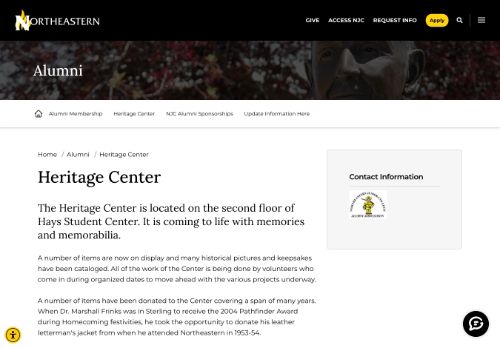 NORTHEASTERN
GIVE ACCESS NJC REQUEST INFO Apply
Alumni
Alumni Membership Heritage Center NJC Alumni Sponsorships Update Information Here
Home / Alumni / Heritage Center
Heritage Center
The Heritage Center is located on the second floor of
Hays Student Center. It is coming to life with memories
and memorabilia.
A number of items are now on display and many historical pictures and keepsakes
have been cataloged. All of the work of the Center is being done by volunteers who
come in during organized dates to move ahead with the various projects underway.
A number of items have been donated to the Center covering a span of many years.
When Dr. Marshall Frinks was in Sterling to receive the 2004 Pathfinder Award
during Homecoming festivities, he took the opportunity to donate his leather
letterman's jacket from when he attended Northeastern in 1953-54.
Contact Information